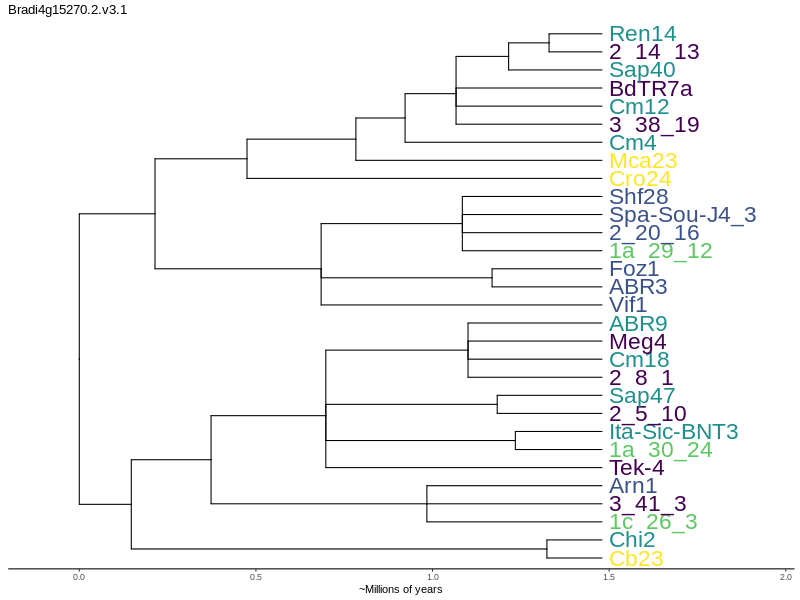 Bradi4g15270.2.v3.1
Ren14
2_14_13
Sap40
BdTR7a
Cm12
3_38_19
Cm4
Mca23
Cro24
Shf28
Spa-Sou-J4_3
2_20_16
1a_29_12
Foz1
ABR3
Vif1
ABR9
Meg4
Cm18
2_8_1
Sap47
2_5_10
Ita-Sic-BNT3
1a_30_24
Tek-4
Arn1
3_41_3
1c_26_3
Chi2
Cb23
0.0 0.5 1.0 1.5 2.0
~Millions of years